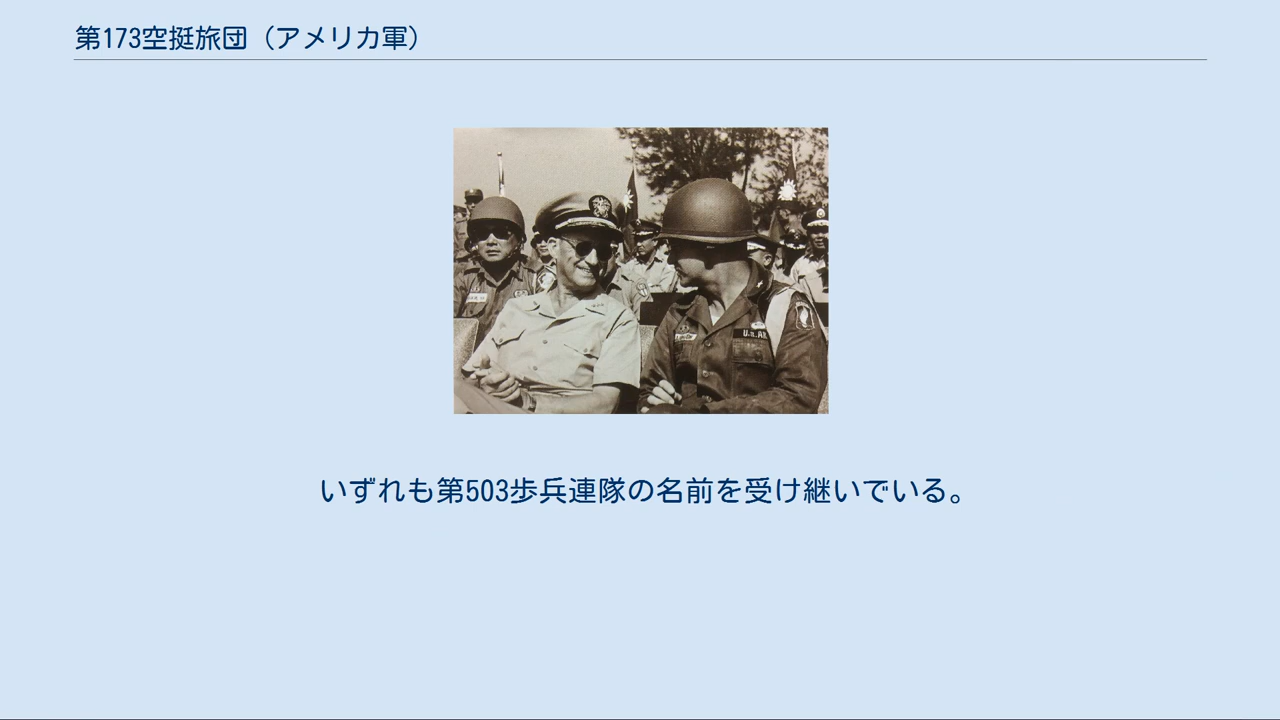 第173空挺旅団（アメリカ軍）
U.S. AR
いずれも第503歩兵連隊の名前を受け継いでいる。